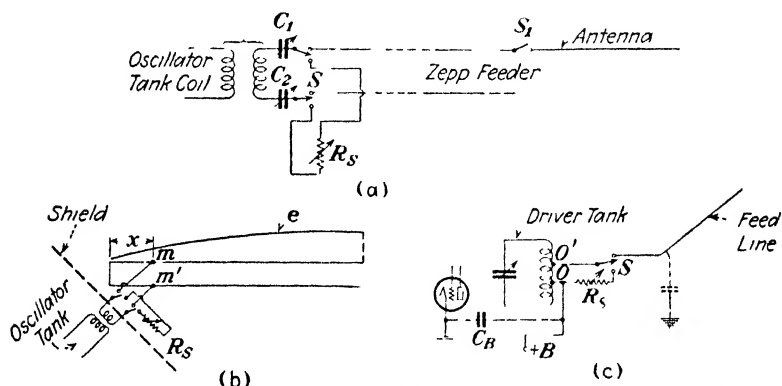 C1
S1
Antenna
Oscillator
Tank Coil
C2
S
Zepp Feeder
RS
(a)
Shield
x
m
e
m'
Oscillator
Tank
RS
(b)
Driver Tank
Feed
Line
O'
O
S
RS
CB
+B
(c)